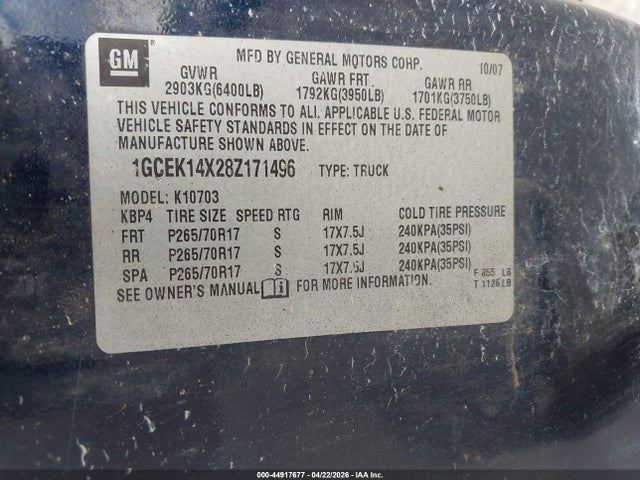 GM
MFD BY GENERAL MOTORS CORP. 10/07
GVWR GAWR FRT GAWR RR
2903KG(6400LB) 1792KG(3950LB) 1701KG(3750LB)
THIS VEHICLE CONFORMS TO ALL APPLICABLE U.S. FEDERAL MOTOR
VEHICLE SAFETY STANDARDS IN EFFECT ON THE DATE OF
MANUFACTURE SHOWN ABOVE.
1GCEK14X28Z171496 TYPE: TRUCK
MODEL: K10703
KBP4 TIRE SIZE SPEED RTG RIM COLD TIRE PRESSURE
FRT P265/70R17 S 17X7.5J 240KPA(35PSI)
RR P265/70R17 S 17X7.5J 240KPA(35PSI)
SPA P265/70R17 S 17X7.5J 240KPA(35PSI)
F 855 LB
T 1126 LB
SEE OWNER'S MANUAL FOR MORE INFORMATION.
000-44917677 - 04/22/2026 - IAA, Inc.